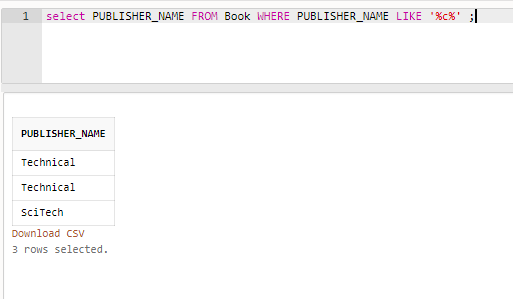 1 select PUBLISHER_NAME FROM Book WHERE PUBLISHER_NAME LIKE '%c%' ;
PUBLISHER_NAME
Technical
Technical
SciTech
Download CSV
3 rows selected.